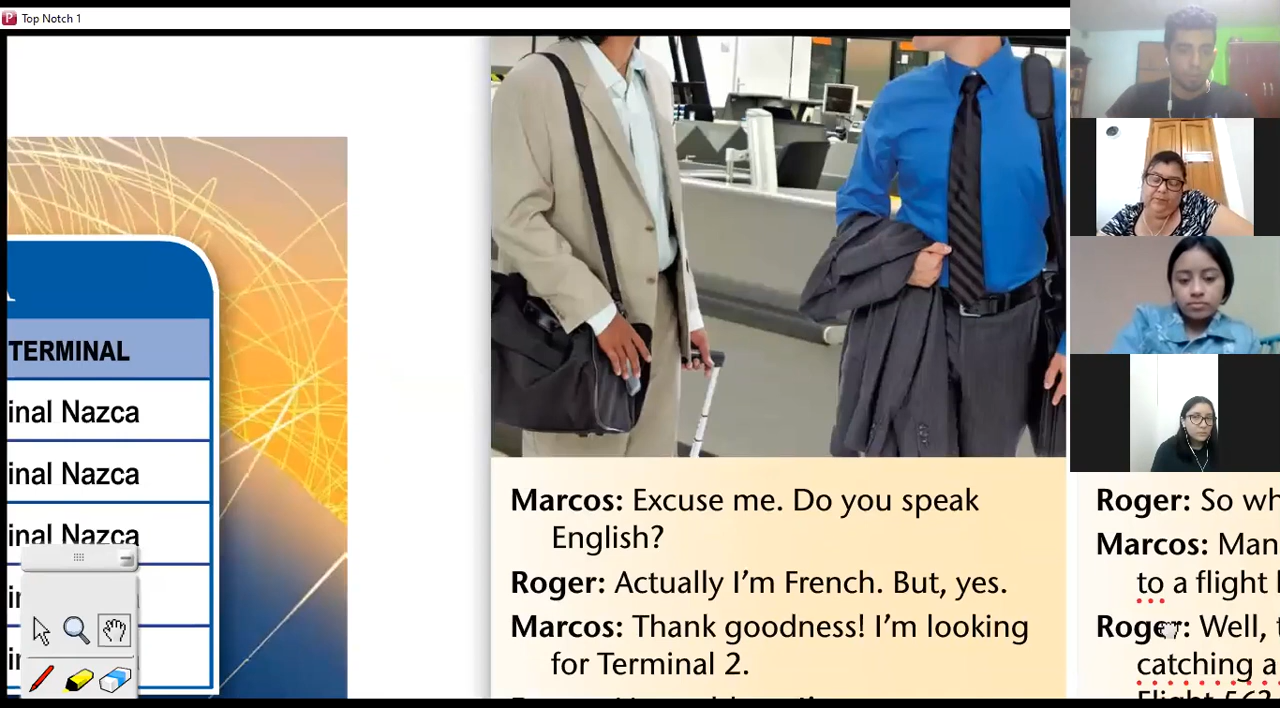 Top Notch 1
TERMINAL
inal Nazca
inal Nazca
inal Nazca
Marcos: Excuse me. Do you speak
English?
Roger: Actually I'm French. But, yes.
Marcos: Thank goodness! I'm looking
for Terminal 2.
Roger: So wh
Marcos: Man
to a flight
Roger: Well, t
catching a
Flight 563